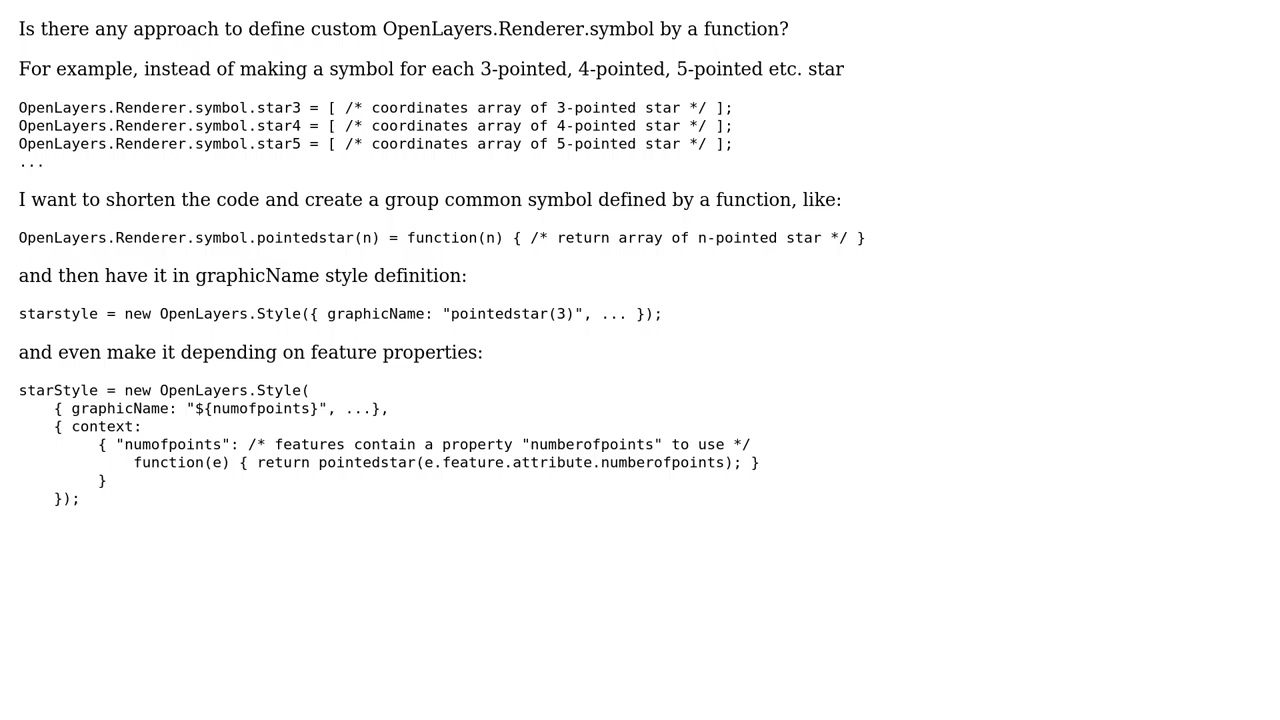 Is there any approach to define custom OpenLayers.Renderer.symbol by a function?
For example, instead of making a symbol for each 3-pointed, 4-pointed, 5-pointed etc. star
OpenLayers.Renderer.symbol.star3 = [ /* coordinates array of 3-pointed star */ ];
OpenLayers.Renderer.symbol.star4 = [ /* coordinates array of 4-pointed star */ ];
OpenLayers.Renderer.symbol.star5 = [ /* coordinates array of 5-pointed star */ ];
...
I want to shorten the code and create a group common symbol defined by a function, like:
OpenLayers.Renderer.symbol.pointedstar(n) = function(n) { /* return array of n-pointed star */ }
and then have it in graphicName style definition:
starstyle = new OpenLayers.Style({ graphicName: "pointedstar(3)", ... });
and even make it depending on feature properties:
starStyle = new OpenLayers.Style(
    { graphicName: "${numofpoints}", ...},
    { context:
         { "numofpoints": /* features contain a property "numberofpoints" to use */
             function(e) { return pointedstar(e.feature.attribute.numberofpoints); }
         }
    });